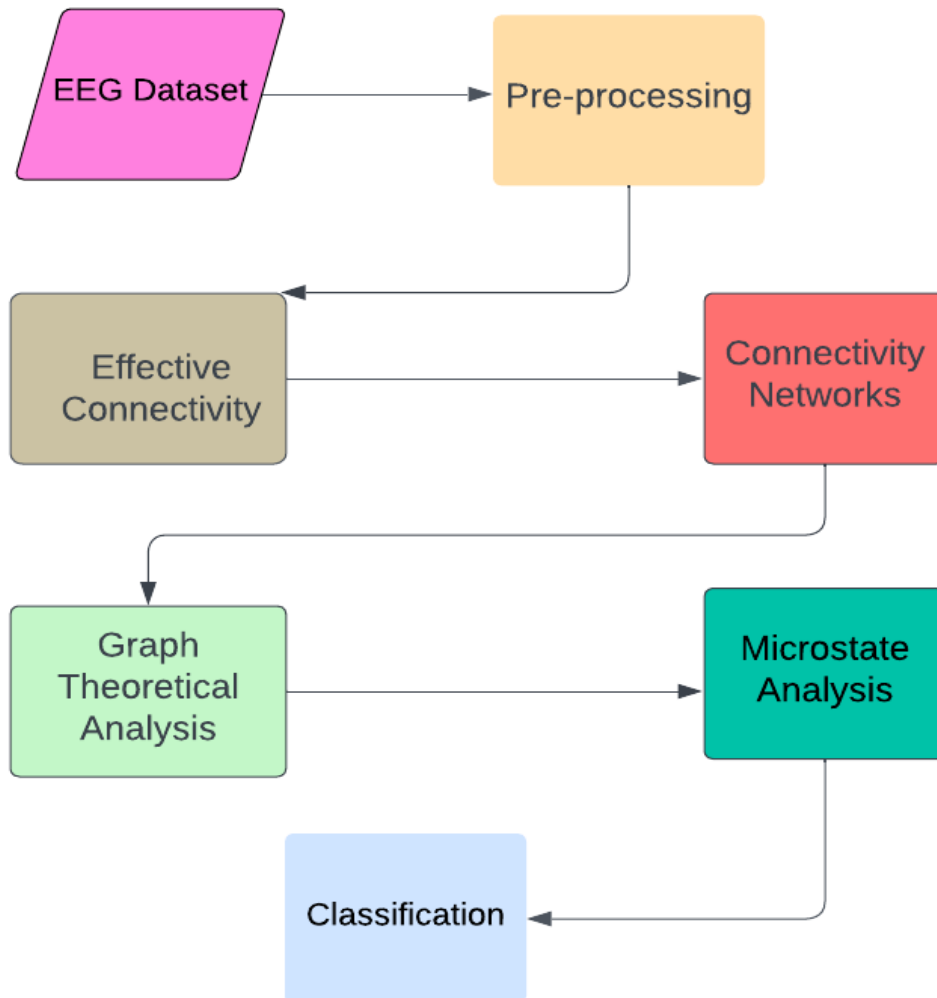 EEG Dataset
Pre-processing
Effective
Connectivity
Connectivity
Networks
Graph
Theoretical
Analysis
Microstate
Analysis
Classification